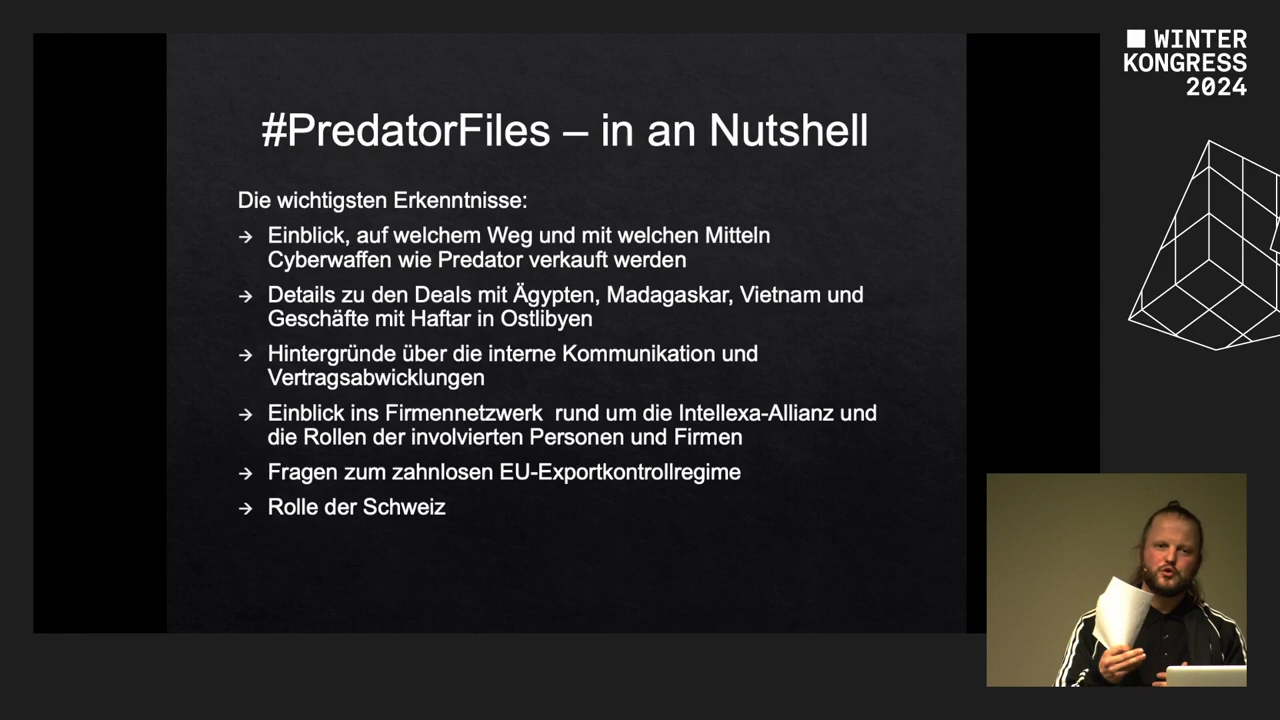 #PredatorFiles – in an Nutshell
Die wichtigsten Erkenntnisse:
→ Einblick, auf welchem Weg und mit welchen Mitteln
Cyberwaffen wie Predator verkauft werden
→ Details zu den Deals mit Ägypten, Madagaskar, Vietnam und
Geschäfte mit Haftar in Ostlibyen
→ Hintergründe über die interne Kommunikation und
Vertragsabwicklungen
→ Einblick ins Firmennetzwerk  rund um die Intellexa-Allianz und
die Rollen der involvierten Personen und Firmen
→ Fragen zum zahnlosen EU-Exportkontrollregime
→ Rolle der Schweiz
WINTER
KONGRESS
2024